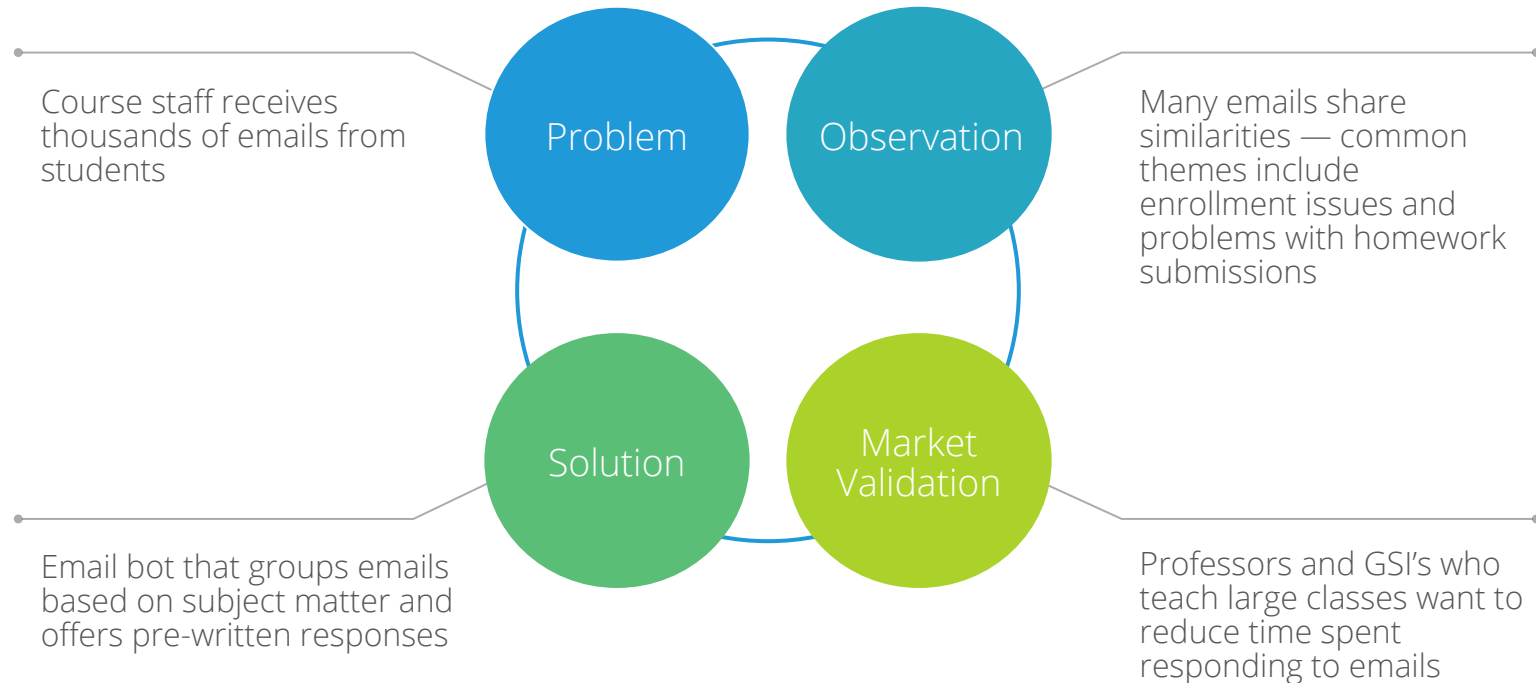 Course staff receives
thousands of emails from
students
Problem
Observation
Many emails share
similarities — common
themes include
enrollment issues and
problems with homework
submissions
Solution
Market
Validation
Email bot that groups emails
based on subject matter and
offers pre-written responses
Professors and GSI’s who
teach large classes want to
reduce time spent
responding to emails